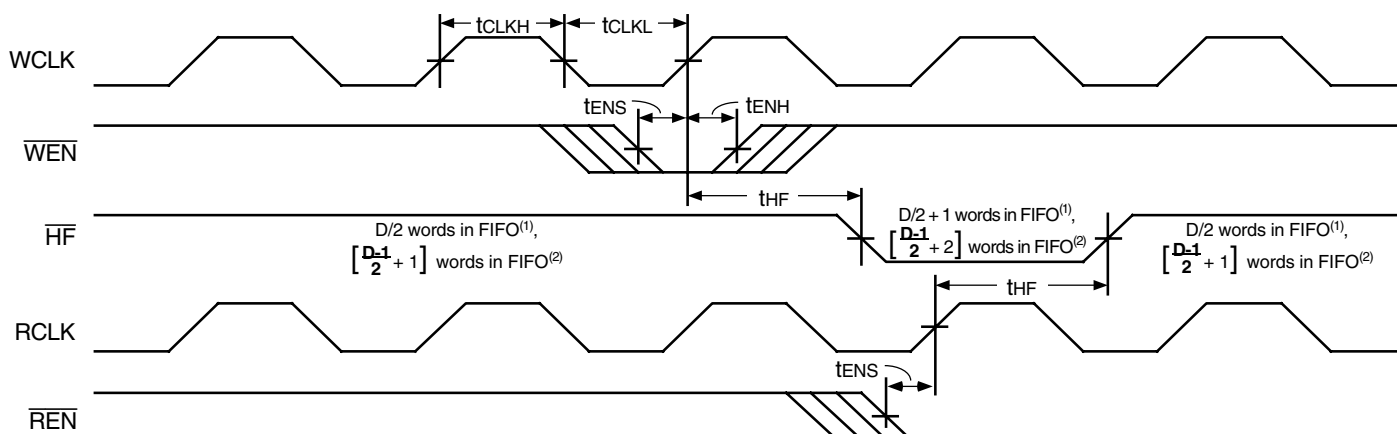 tCLKH tCLKL
WCLK
tENS tENH
WEN
tHF
HF
D/2 words in FIFO(1),
[D-1/2 + 1] words in FIFO(2)
D/2 + 1 words in FIFO(1),
[D-1/2 + 2] words in FIFO(2)
D/2 words in FIFO(1),
[D-1/2 + 1] words in FIFO(2)
tHF
RCLK
tENS
REN